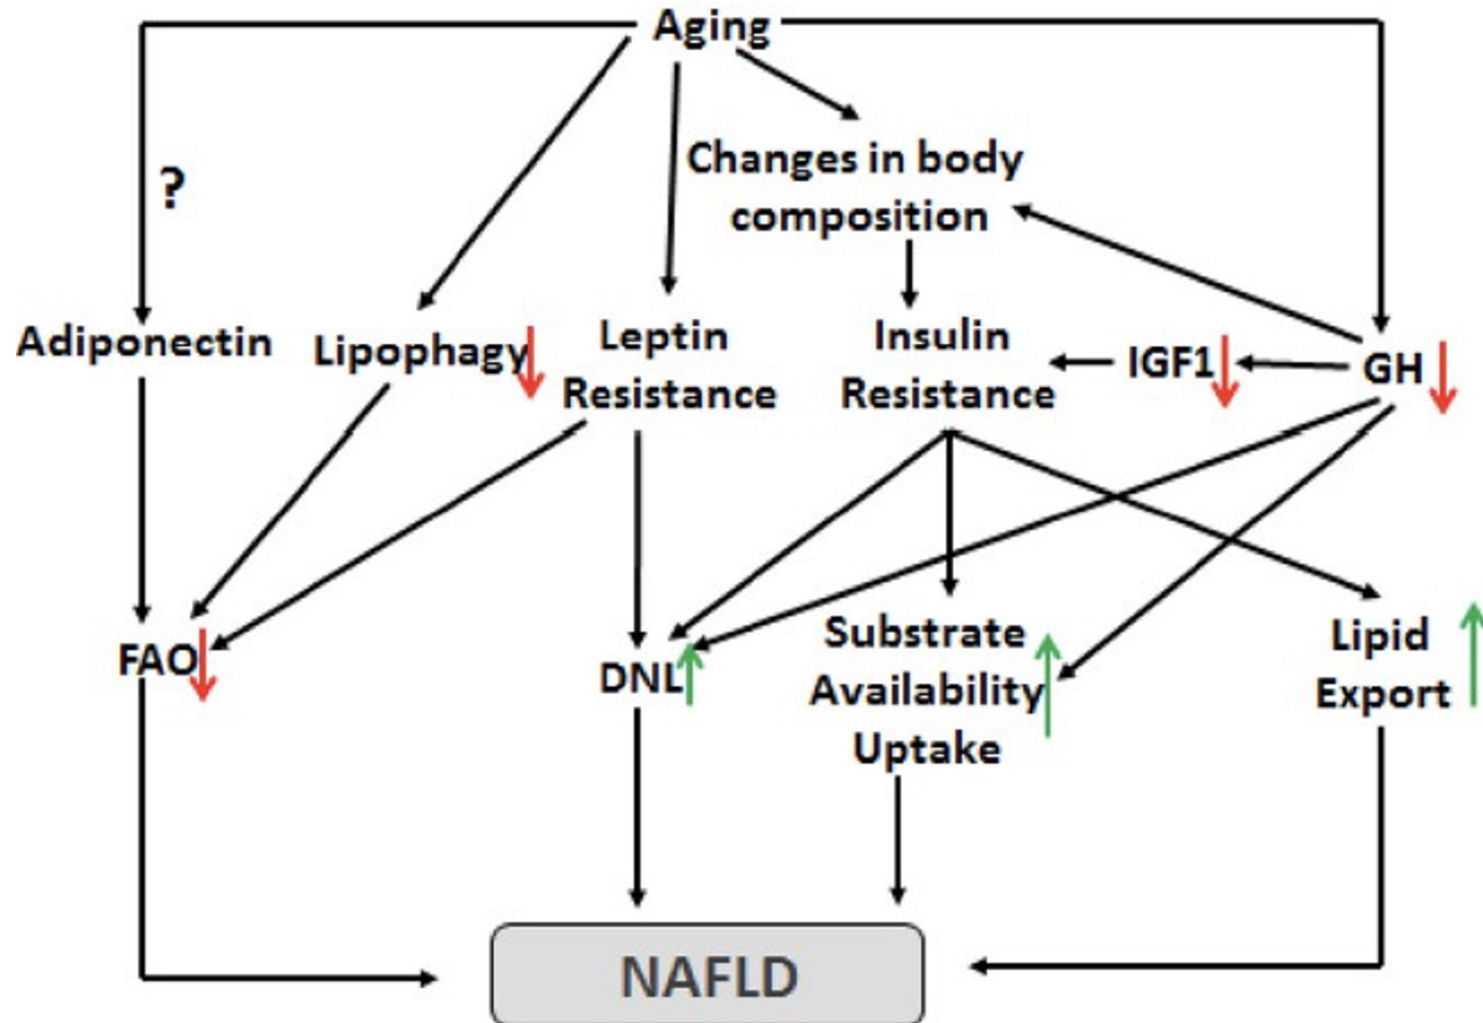 Aging
?
Changes in body
composition
Adiponectin
Lipophagy
Leptin
Resistance
Insulin
Resistance
IGF1
GH
FAO
DNL
Substrate
Availability
Uptake
Lipid
Export
NAFLD